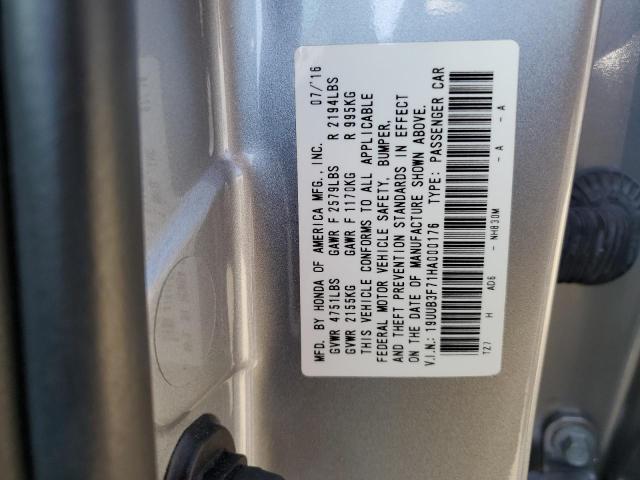 MFD. BY HONDA OF AMERICA MFG., INC. 07/'16
GVWR 4751LBS GAWR F 2579LBS R 2194LBS
GVWR 2155KG GAWR F 1170KG R 995KG
THIS VEHICLE CONFORMS TO ALL APPLICABLE
FEDERAL MOTOR VEHICLE SAFETY, BUMPER,
AND THEFT PREVENTION STANDARDS IN EFFECT
ON THE DATE OF MANUFACTURE SHOWN ABOVE.
V.I.N.: 19UUB3F71HA000176 TYPE: PASSENGER CAR
TZ7 H AD6 - NH830M - A - A